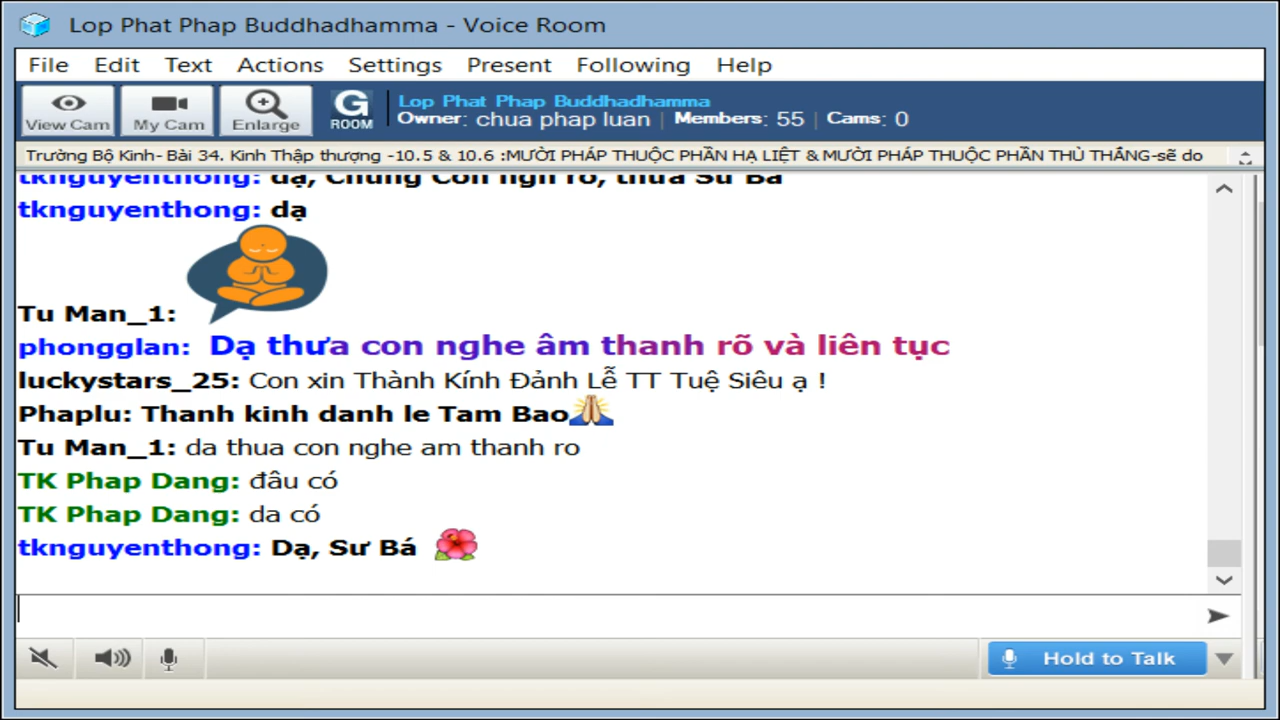 Lop Phat Phap Buddhadhamma - Voice Room
File Edit Text Actions Settings Present Following Help
View Cam My Cam Enlarge G ROOM
Lop Phat Phap Buddhadhamma
Owner: chua phap luan | Members: 55 | Cams: 0
Trường Bộ Kinh- Bài 34. Kinh Thập thượng -10.5 & 10.6 :MƯỜI PHÁP THUỘC PHẦN HẠ LIỆT & MƯỜI PHÁP THUỘC PHẦN THÙ THẮNG-sẽ do
tknguyenthong: dạ, Chúng Con nghe rõ, thưa Sư Bá
tknguyenthong: dạ
Tu Man_1:
phongglan: Dạ thưa con nghe âm thanh rõ và liên tục
luckystars_25: Con xin Thành Kính Đảnh Lễ TT Tuệ Siêu ạ !
Phaplu: Thanh kinh danh le Tam Bao
Tu Man_1: da thua con nghe am thanh ro
TK Phap Dang: đâu có
TK Phap Dang: da có
tknguyenthong: Dạ, Sư Bá
Hold to Talk